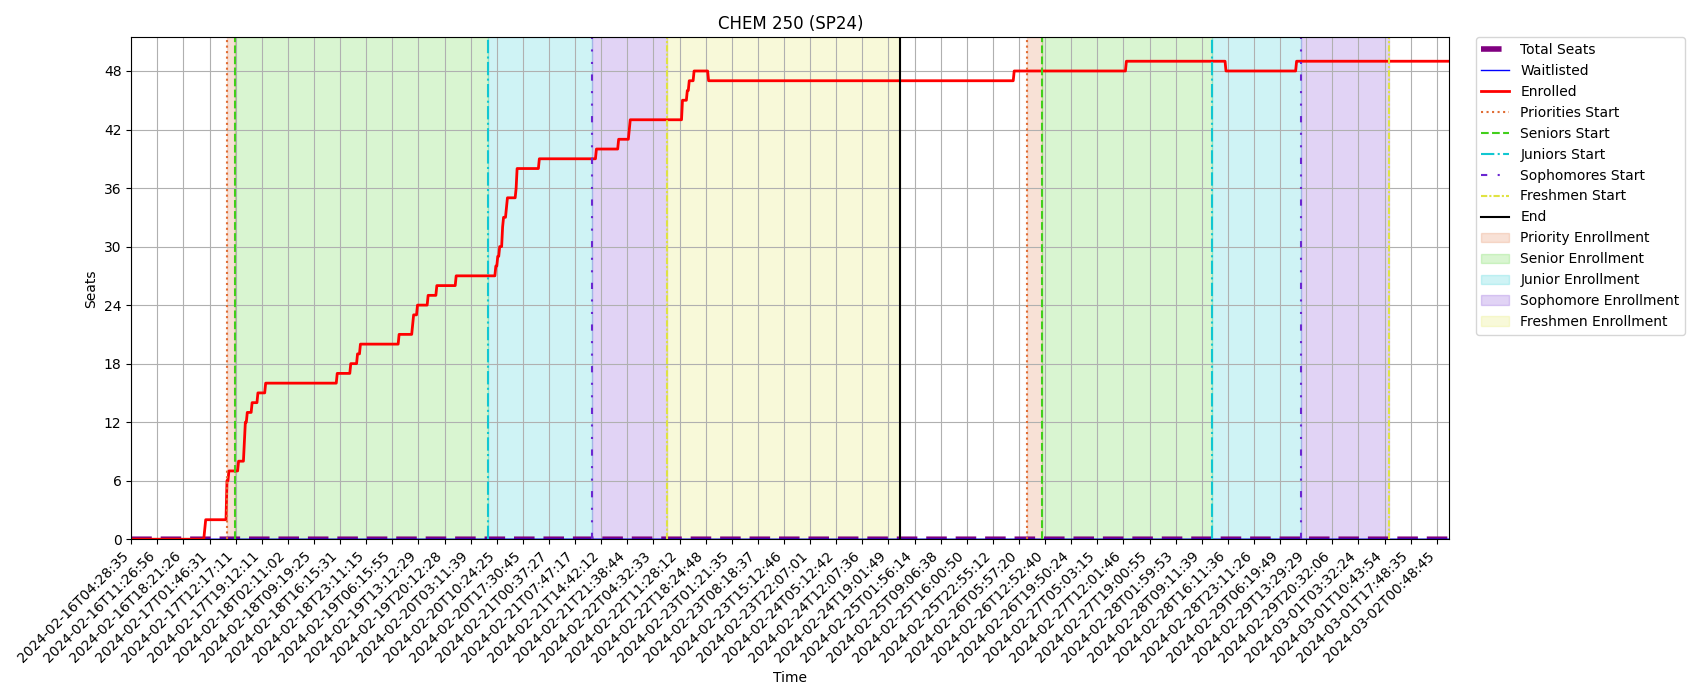 CHEM 250 (SP24)
Seats
48
42
36
30
24
18
12
6
0
2024-02-16T04:28:35
2024-02-16T11:26:56
2024-02-16T18:21:26
2024-02-17T01:46:31
2024-02-17T12:17:11
2024-02-17T19:12:11
2024-02-18T02:11:02
2024-02-18T09:19:25
2024-02-18T16:15:31
2024-02-18T23:11:15
2024-02-19T06:15:55
2024-02-19T13:12:29
2024-02-19T20:12:28
2024-02-20T03:11:39
2024-02-20T10:24:25
2024-02-20T17:30:45
2024-02-21T00:37:27
2024-02-21T07:47:17
2024-02-21T14:42:12
2024-02-21T21:38:44
2024-02-22T04:32:33
2024-02-22T11:28:12
2024-02-22T18:24:48
2024-02-23T01:21:35
2024-02-23T08:18:37
2024-02-23T15:12:46
2024-02-23T22:07:01
2024-02-24T05:12:42
2024-02-24T12:07:36
2024-02-24T19:01:49
2024-02-25T01:56:14
2024-02-25T09:06:38
2024-02-25T16:00:50
2024-02-25T22:55:12
2024-02-26T05:57:20
2024-02-26T12:52:40
2024-02-26T19:50:24
2024-02-27T05:03:15
2024-02-27T12:01:46
2024-02-27T19:00:55
2024-02-28T01:59:53
2024-02-28T09:11:39
2024-02-28T16:11:36
2024-02-28T23:11:26
2024-02-29T06:19:49
2024-02-29T13:29:29
2024-02-29T20:32:06
2024-03-01T03:32:24
2024-03-01T10:43:54
2024-03-01T17:48:35
2024-03-02T00:48:45
Time
Total Seats
Waitlisted
Enrolled
Priorities Start
Seniors Start
Juniors Start
Sophomores Start
Freshmen Start
End
Priority Enrollment
Senior Enrollment
Junior Enrollment
Sophomore Enrollment
Freshmen Enrollment